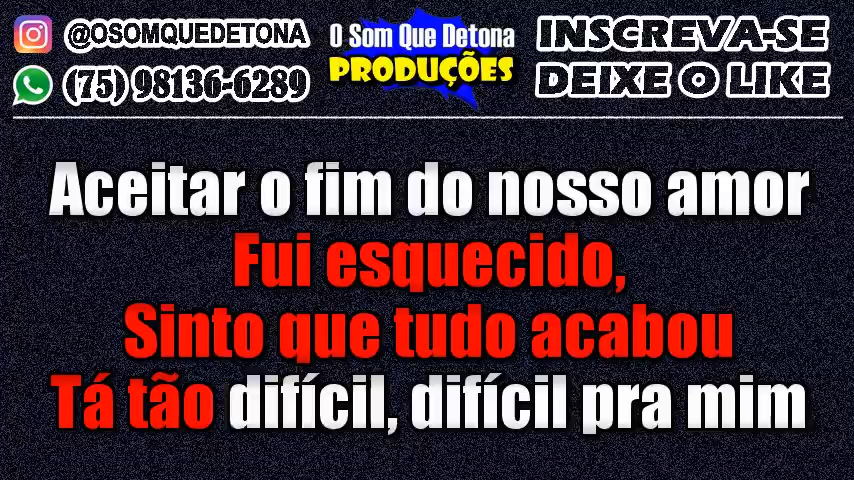 @OSOMQUEDETONA
(75) 98136-6289
O Som Que Detona
PRODUÇÕES
INSCREVA-SE
DEIXE O LIKE
Aceitar o fim do nosso amor
Fui esquecido,
Sinto que tudo acabou
Tá tão difícil, difícil pra mim